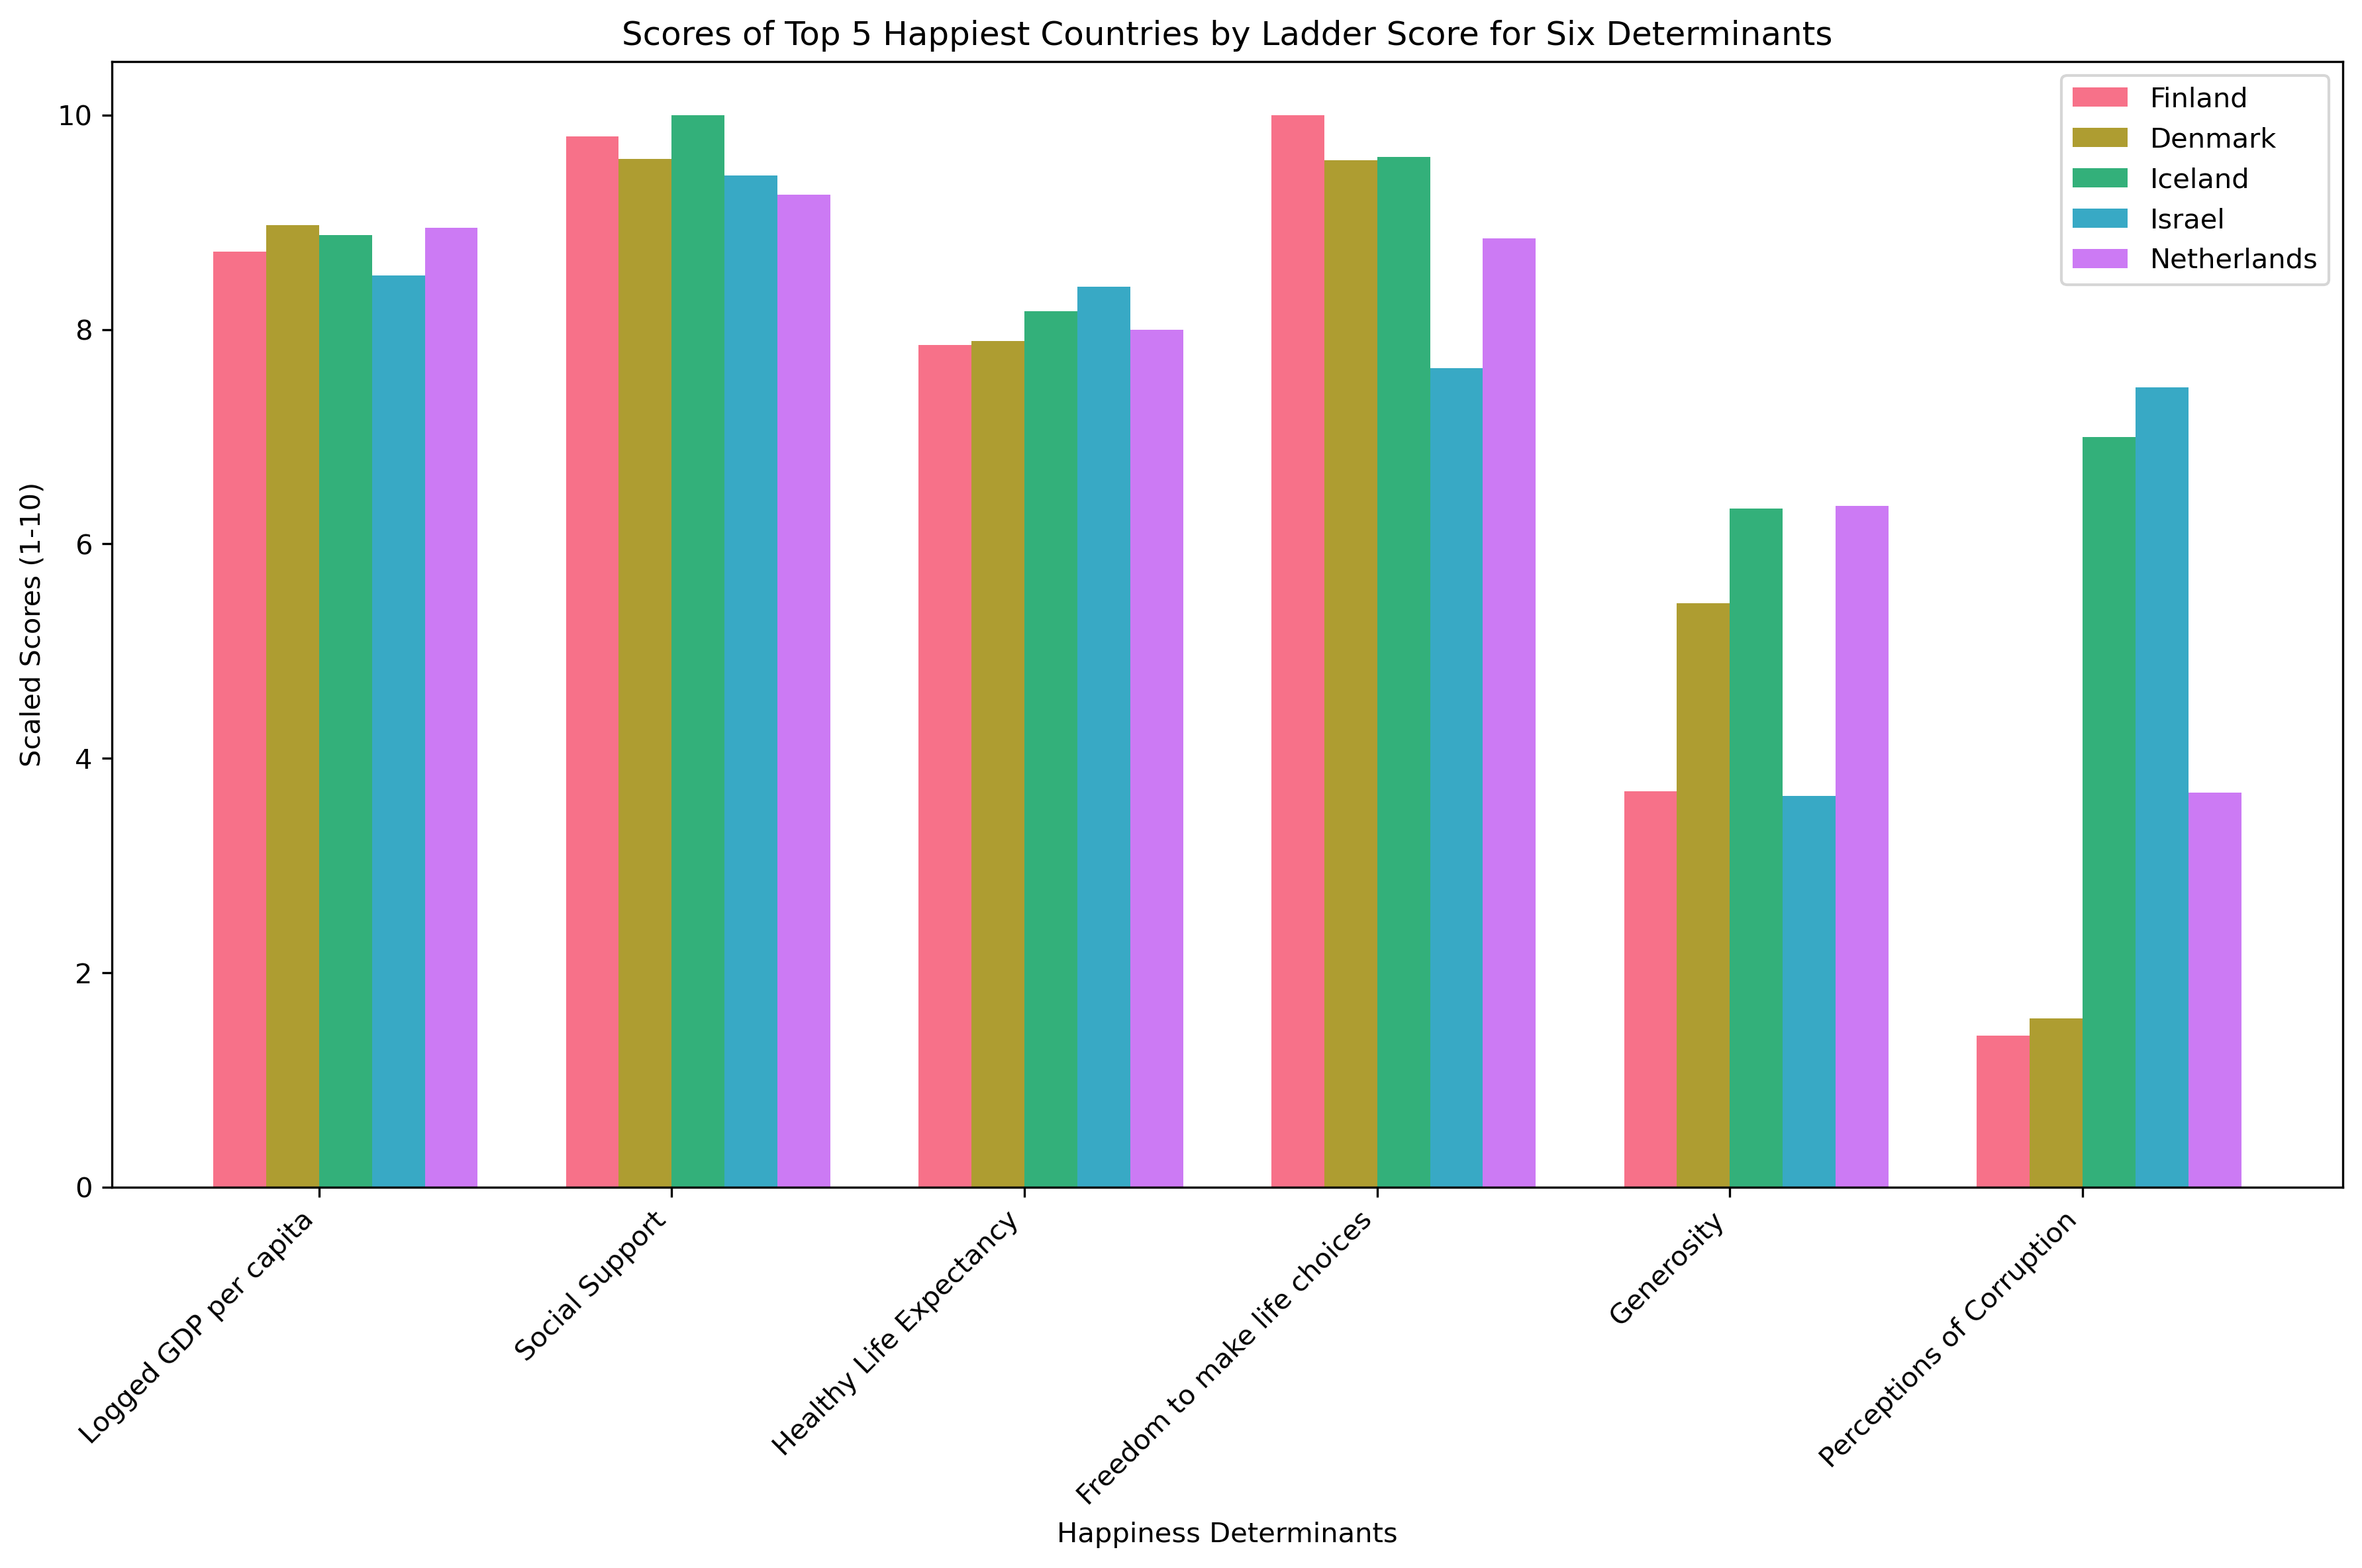 Scores of Top 5 Happiest Countries by Ladder Score for Six Determinants
Finland
Denmark
Iceland
Israel
Netherlands
Scaled Scores (1-10)
10
8
6
4
2
0
Logged GDP per capita
Social Support
Healthy Life Expectancy
Freedom to make life choices
Generosity
Perceptions of Corruption
Happiness Determinants